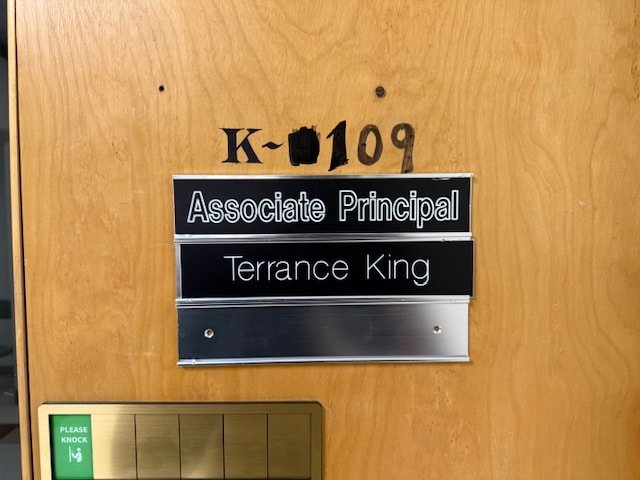 K-109
Associate Principal
Terrance King
PLEASE
KNOCK